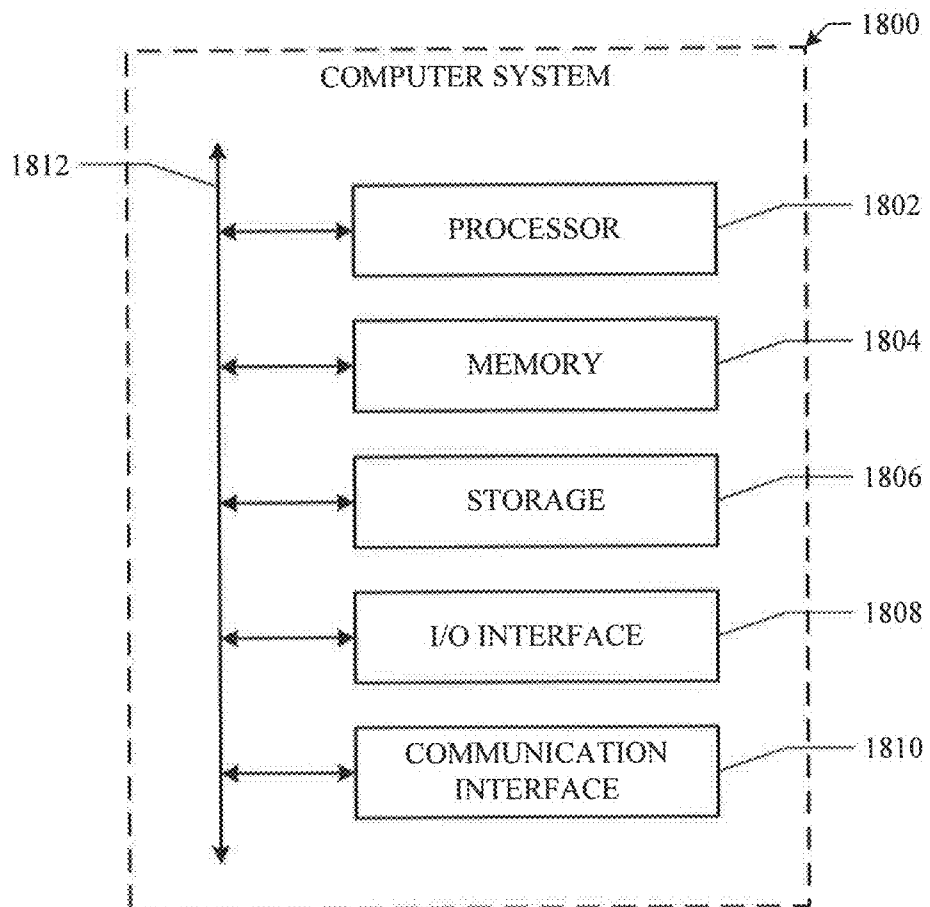 1800
COMPUTER SYSTEM
1812
PROCESSOR
1802
MEMORY
1804
STORAGE
1806
I/O INTERFACE
1808
COMMUNICATION
INTERFACE
1810